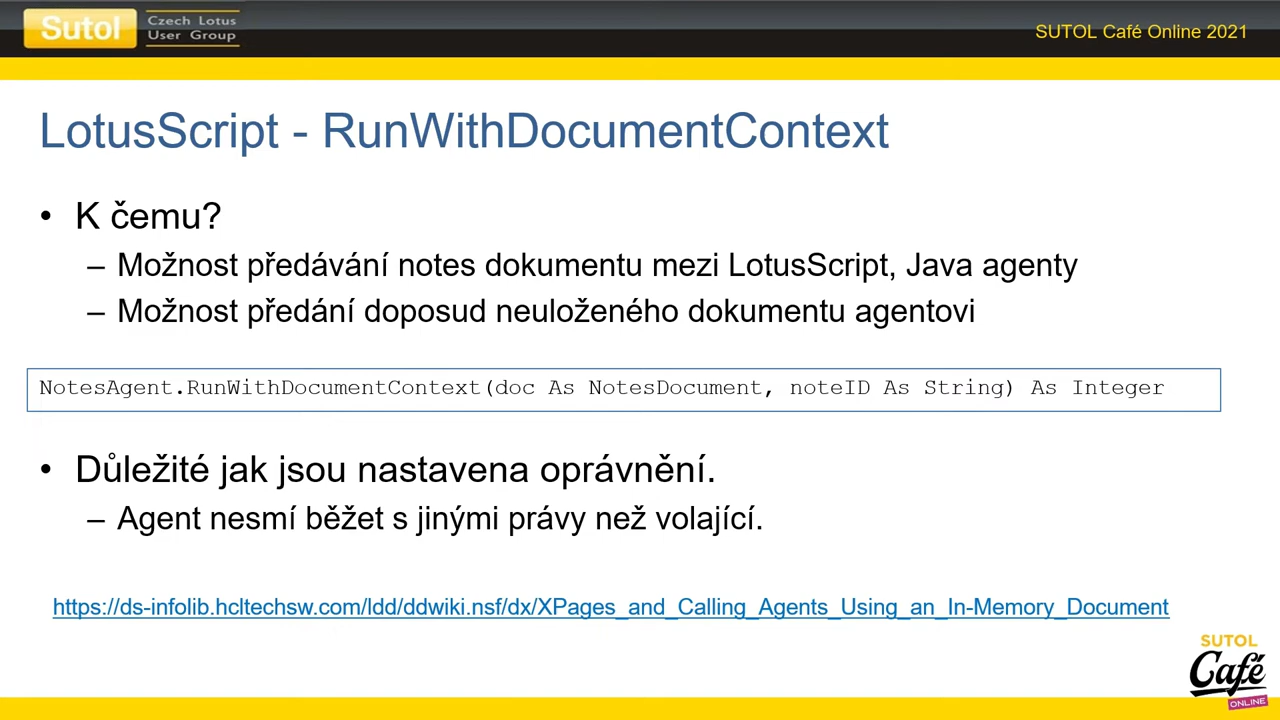 Sutol
Czech Lotus
User Group
SUTOL Café Online 2021
LotusScript - RunWithDocumentContext
• K čemu?
– Možnost předávání notes dokumentu mezi LotusScript, Java agenty
– Možnost předání doposud neuloženého dokumentu agentovi
NotesAgent.RunWithDocumentContext(doc As NotesDocument, noteID As String) As Integer
• Důležité jak jsou nastavena oprávnění.
– Agent nesmí běžet s jinými právy než volající.
https://ds-infolib.hcltechsw.com/ldd/ddwiki.nsf/dx/XPages_and_Calling_Agents_Using_an_In-Memory_Document
SUTOL
Café
ONLINE